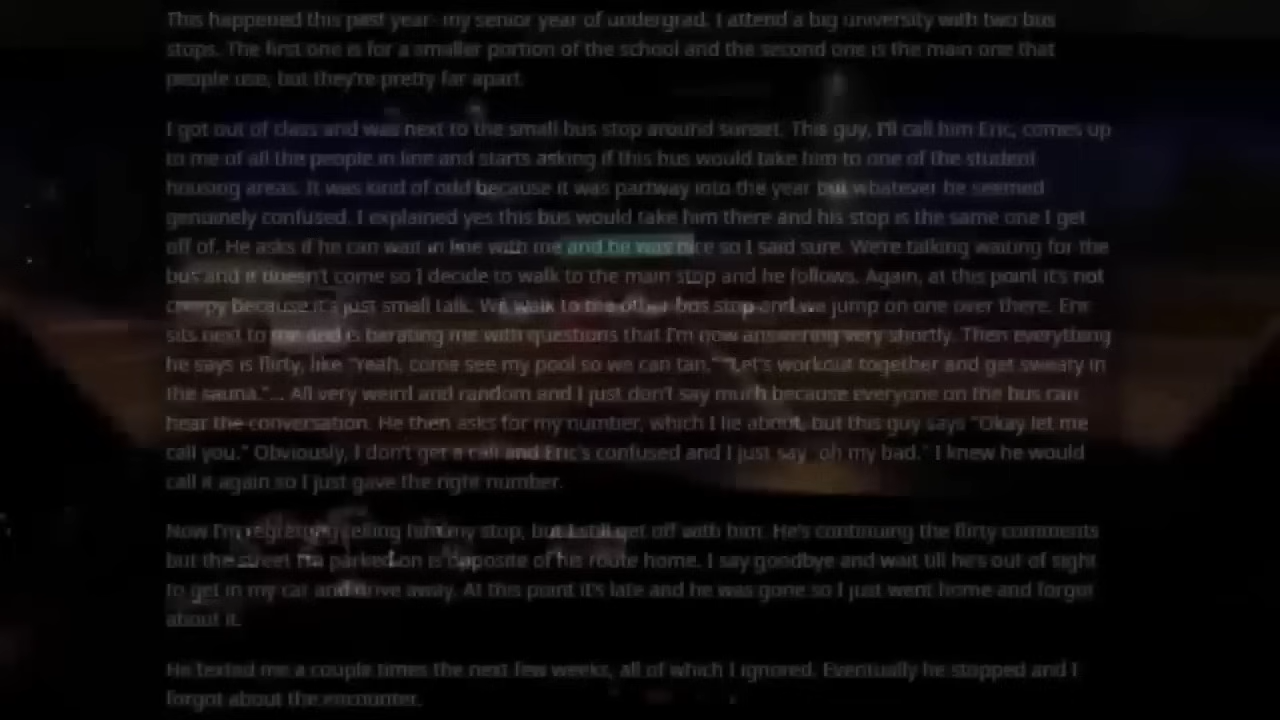 This happened this past year- my senior year of undergrad. I attend a big university with two bus
stops. The first one is for a smaller portion of the school and the second one is the main one that
people use, but they're pretty far apart.
I got out of class and was next to the small bus stop around sunset. This guy, I'll call him Eric, comes up
to me of all the people in line and starts asking if this bus would take him to one of the student
housing areas. It was kind of odd because it was partway into the year but whatever he seemed
genuinely confused. I explained yes this bus would take him there and his stop is the same one I get
off of. He asks if he can wait in line with me and he was nice so I said sure. We're talking waiting for the
bus and it doesn't come so I decide to walk to the main stop and he follows. Again, at this point it's not
creepy because it's just small talk. We walk to the other bus stop and we jump on one over there. Eric
sits next to me and is barating me with questions that I'm now answering very shortly. Then everything
he says is flirty, like "Yeah, come see my pool so we can tan." "Let's workout together and get sweaty in
the sauna."... All very weird and random and I just don't say much because everyone on the bus can
hear the conversation. He then asks for my number, which I lie about, but this guy says "Okay let me
call you." Obviously, I don't get a call and Eric's confused and I just say "oh my bad." I knew he would
call it again so I just gave the right number.
Now I'm regretting telling him my stop, but I still get off with him. He's continuing the flirty comments
but the street I'm parked on is opposite of his route home. I say goodbye and wait till he's out of sight
to get in my car and drive away. At this point it's late and he was gone so I just went home and forgot
about it.
He texted me a couple times the next few weeks, all of which I ignored. Eventually he stopped and I
forgot about the encounter.